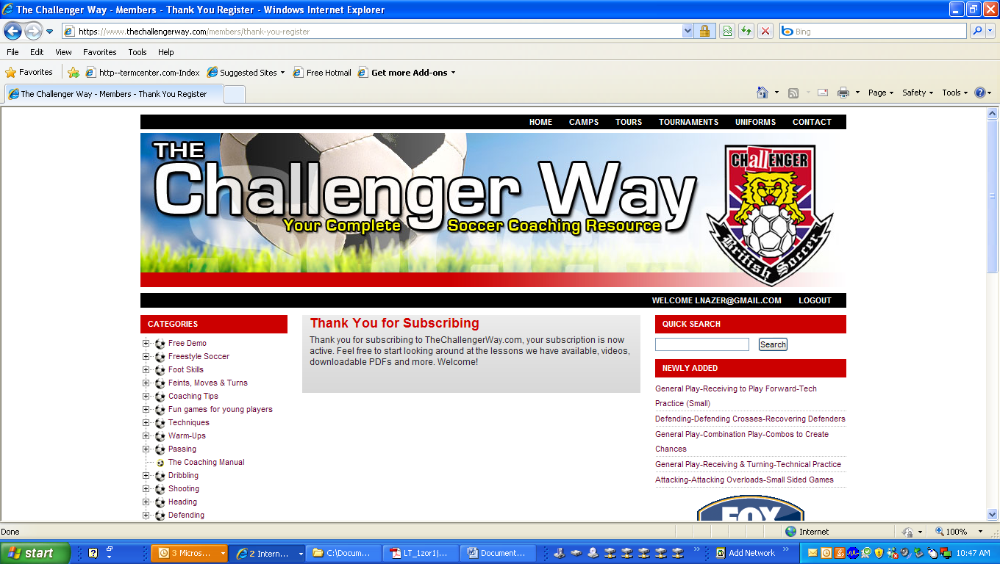 The Challenger Way - Members - Thank You Register - Windows Internet Explorer
https://www.thechallengerway.com/members/thank-you-register
Bing
File Edit View Favorites Tools Help
Favorites http--termcenter.com-Index Suggested Sites Free Hotmail Get more Add-ons
The Challenger Way - Members - Thank You Register
Page Safety Tools
HOME CAMPS TOURS TOURNAMENTS UNIFORMS CONTACT
THE
Challenger Way
Your Complete Soccer Coaching Resource
CHallENGER
British Soccer
WELCOME LNAZER@GMAIL.COM LOGOUT
CATEGORIES
Free Demo
Freestyle Soccer
Foot Skills
Feints, Moves & Turns
Coaching Tips
Fun games for young players
Techniques
Warm-Ups
Passing
The Coaching Manual
Dribbling
Shooting
Heading
Defending
Thank You for Subscribing
Thank you for subscribing to TheChallengerWay.com, your subscription is now
active. Feel free to start looking around at the lessons we have available, videos,
downloadable PDFs and more. Welcome!
QUICK SEARCH
Search
NEWLY ADDED
General Play-Receiving to Play Forward-Tech
Practice (Small)
Defending-Defending Crosses-Recovering Defenders
General Play-Combination Play-Combos to Create
Chances
General Play-Receiving & Turning-Technical Practice
Attacking-Attacking Overloads-Small Sided Games
FOX
Done Internet 100%
start 3 Micros... 2 Intern... C:\Docum... LT_1zor1j... Document... Add Network 10:47 AM